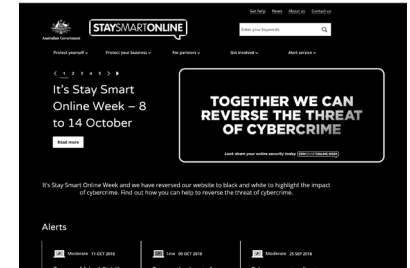 Get help News About us Contact us
Australian Government
STAYSMARTONLINE
Enter your keywords
Protect yourself
Protect your business
For partners
Get involved
Alert service
< 1 2 3 4 5 >
It's Stay Smart
Online Week – 8
to 14 October
Read more
TOGETHER WE CAN
REVERSE THE THREAT
OF CYBERCRIME
Lock down your online security today STAYSMARTONLINE WEEK
It's Stay Smart Online Week and we have reversed our website to black and white to highlight the impact
of cybercrime. Find out how you can help to reverse the threat of cybercrime.
Alerts
Moderate 11 OCT 2018
Low 09 OCT 2018
Moderate 25 SEP 2018